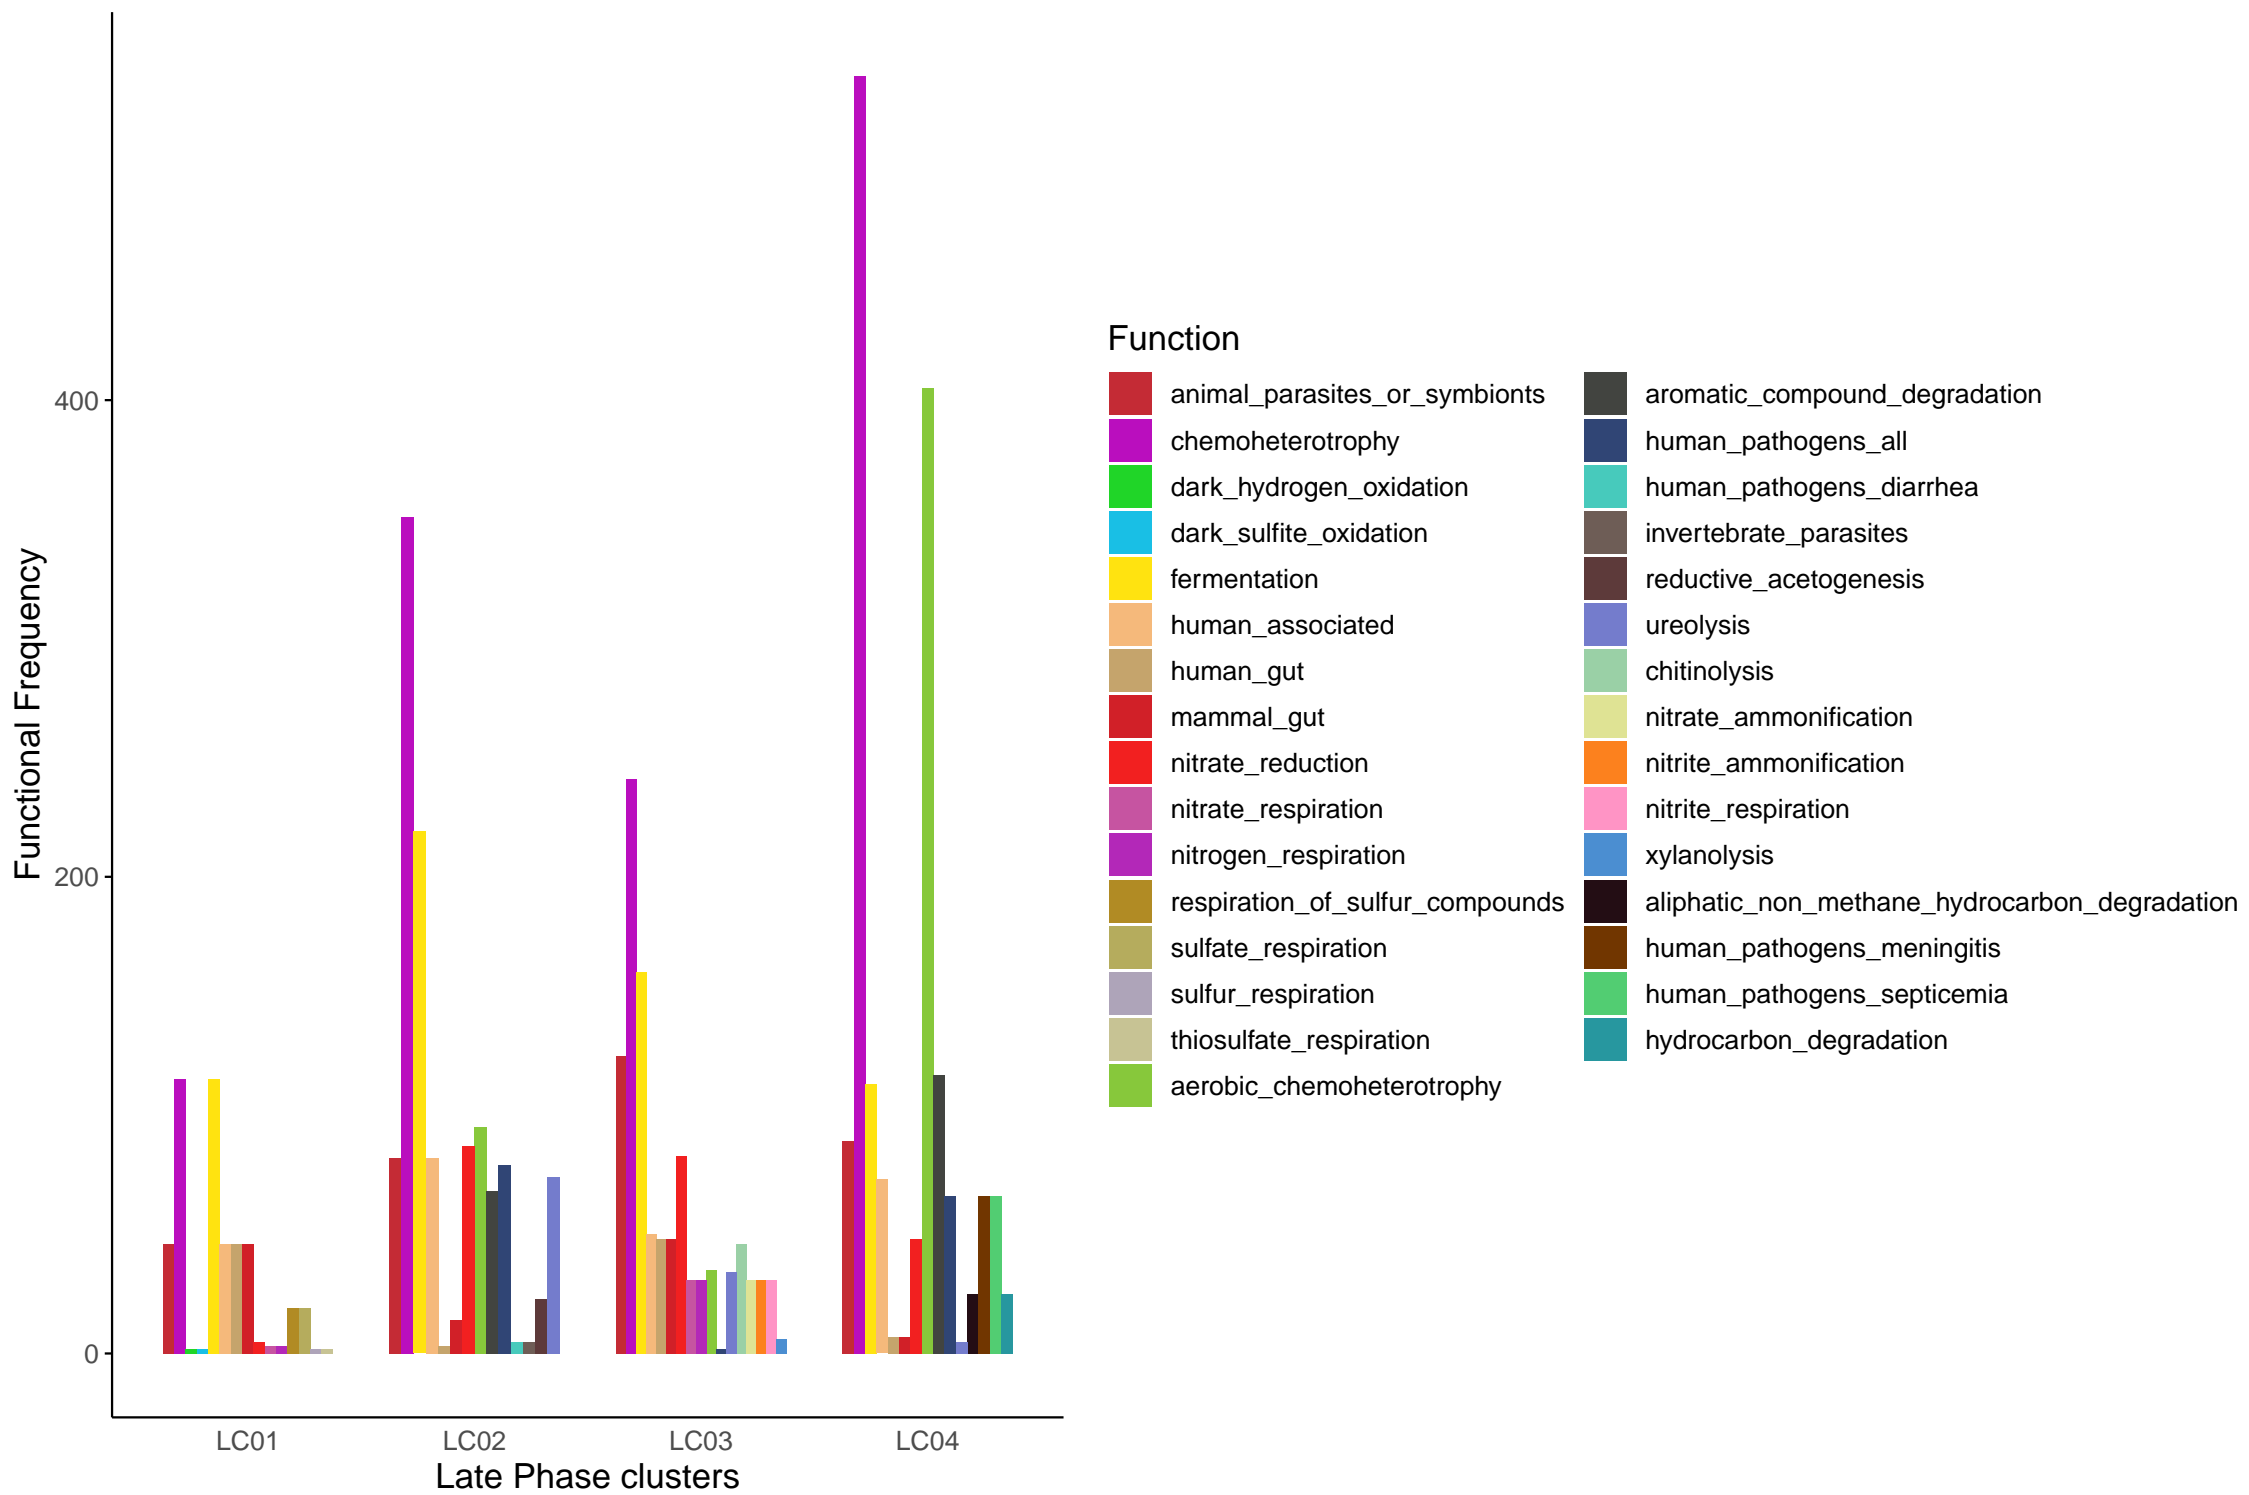 Functional Frequency
400
200
0
LC01
LC02
LC03
LC04
Late Phase clusters
Function
animal_parasites_or_symbionts
chemoheterotrophy
dark_hydrogen_oxidation
dark_sulfite_oxidation
fermentation
human_associated
human_gut
mammal_gut
nitrate_reduction
nitrate_respiration
nitrogen_respiration
respiration_of_sulfur_compounds
sulfate_respiration
sulfur_respiration
thiosulfate_respiration
aerobic_chemoheterotrophy
aromatic_compound_degradation
human_pathogens_all
human_pathogens_diarrhea
invertebrate_parasites
reductive_acetogenesis
ureolysis
chitinolysis
nitrate_ammonification
nitrite_ammonification
nitrite_respiration
xylanolysis
aliphatic_non_methane_hydrocarbon_degradation
human_pathogens_meningitis
human_pathogens_septicemia
hydrocarbon_degradation